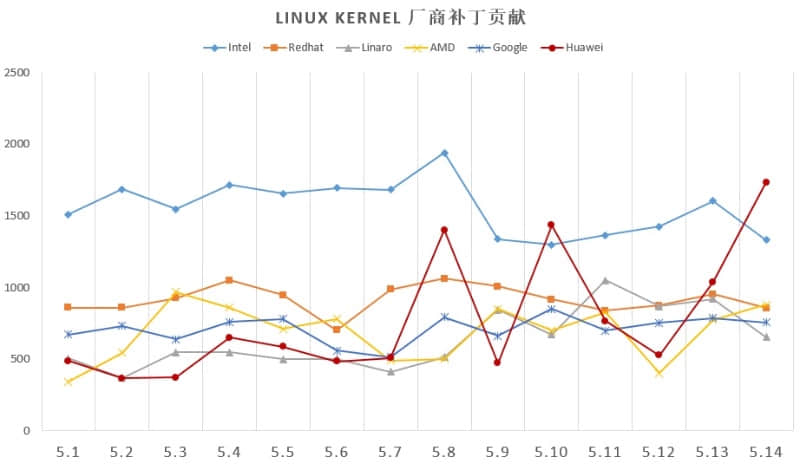 LINUX KERNEL 厂商补丁贡献
Intel Redhat Linaro AMD Google Huawei
2500
2000
1500
1000
500
0
5.1 5.2 5.3 5.4 5.5 5.6 5.7 5.8 5.9 5.10 5.11 5.12 5.13 5.14